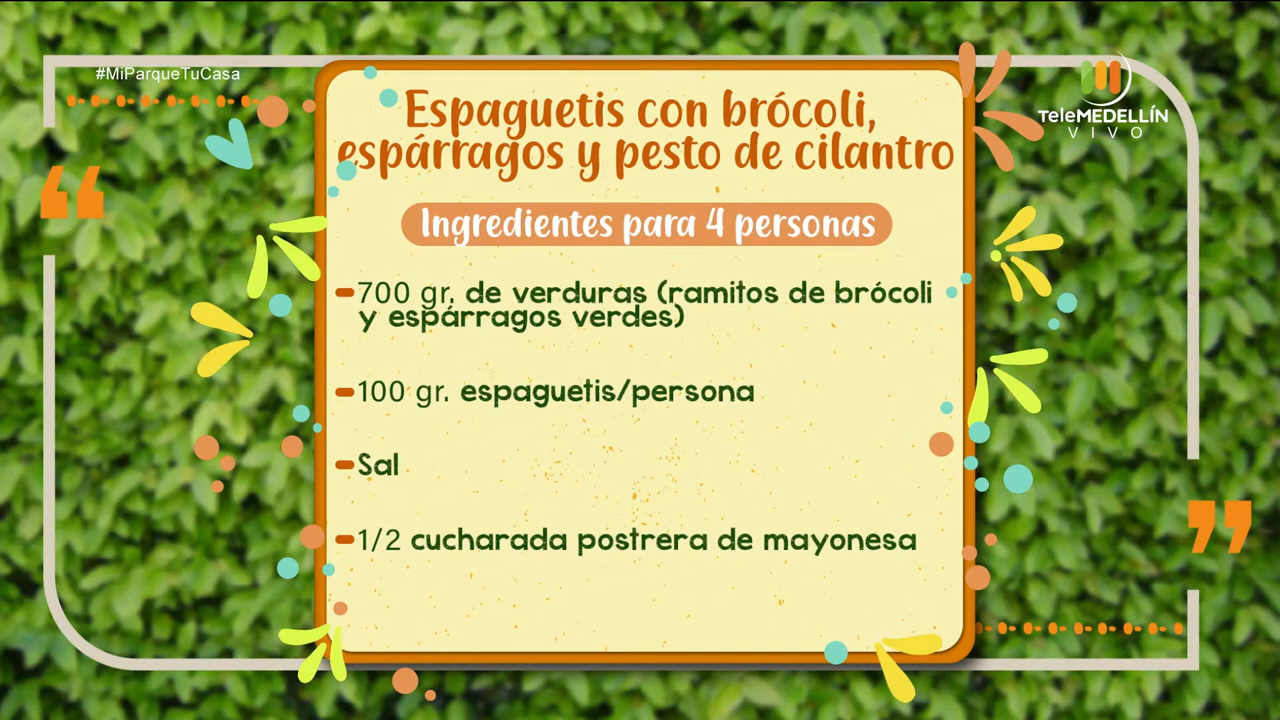 #MiParqueTuCasa
TeleMEDELLÍN
VIVO
Espaguetis con brócoli,
espárragos y pesto de cilantro
Ingredientes para 4 personas
-700 gr. de verduras (ramitos de brócoli
y espárragos verdes)
-100 gr. espaguetis/persona
-Sal
-1/2 cucharada postrera de mayonesa